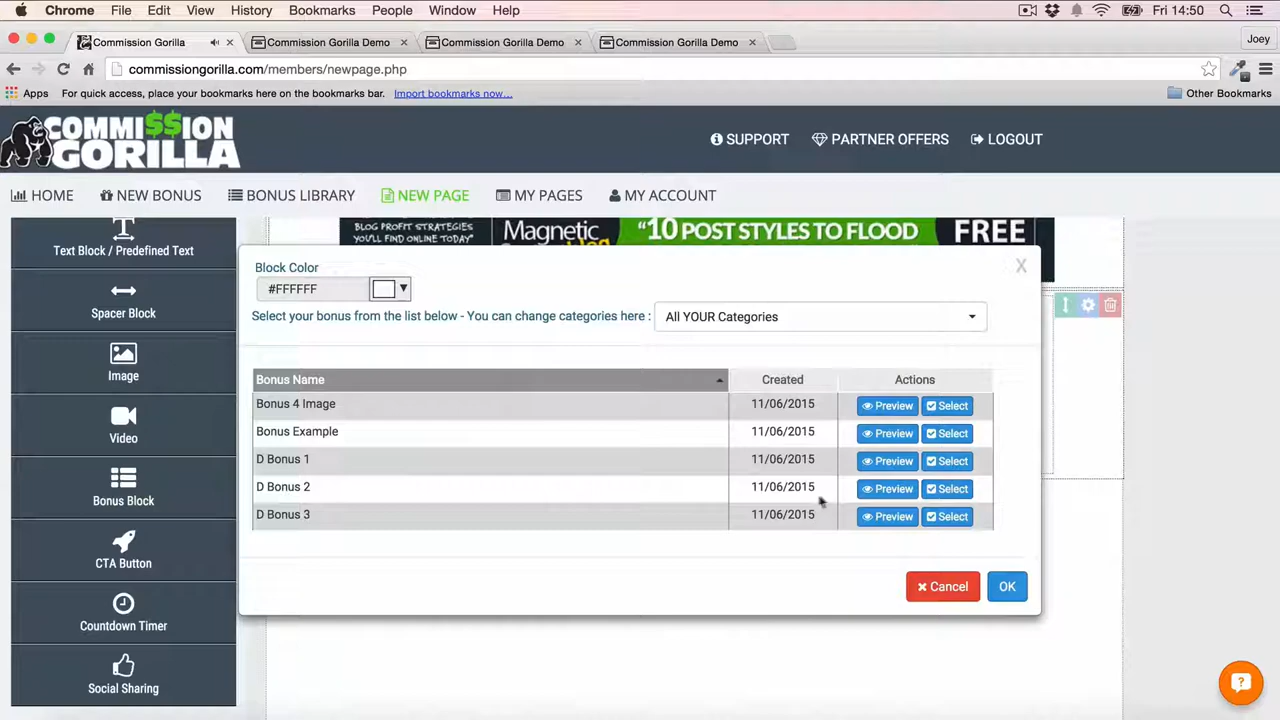 Chrome File Edit View History Bookmarks People Window Help Fri 14:50
Commission Gorilla Commission Gorilla Demo Commission Gorilla Demo Commission Gorilla Demo Joey
commissiongorilla.com/members/newpage.php
Apps For quick access, place your bookmarks here on the bookmarks bar. Import bookmarks now... Other Bookmarks
COMMI$$ION
GORILLA
SUPPORT PARTNER OFFERS LOGOUT
HOME NEW BONUS BONUS LIBRARY NEW PAGE MY PAGES MY ACCOUNT
BLOG PROFIT STRATEGIES
YOU'LL FIND ONLINE TODAY"
Magnetic
"10 POST STYLES TO FLOOD
FREE
Text Block / Predefined Text
Spacer Block
Image
Video
Bonus Block
CTA Button
Countdown Timer
Social Sharing
Block Color
#FFFFFF
X
Select your bonus from the list below - You can change categories here : All YOUR Categories
Bonus Name Created Actions
Bonus 4 Image 11/06/2015 Preview Select
Bonus Example 11/06/2015 Preview Select
D Bonus 1 11/06/2015 Preview Select
D Bonus 2 11/06/2015 Preview Select
D Bonus 3 11/06/2015 Preview Select
Cancel OK